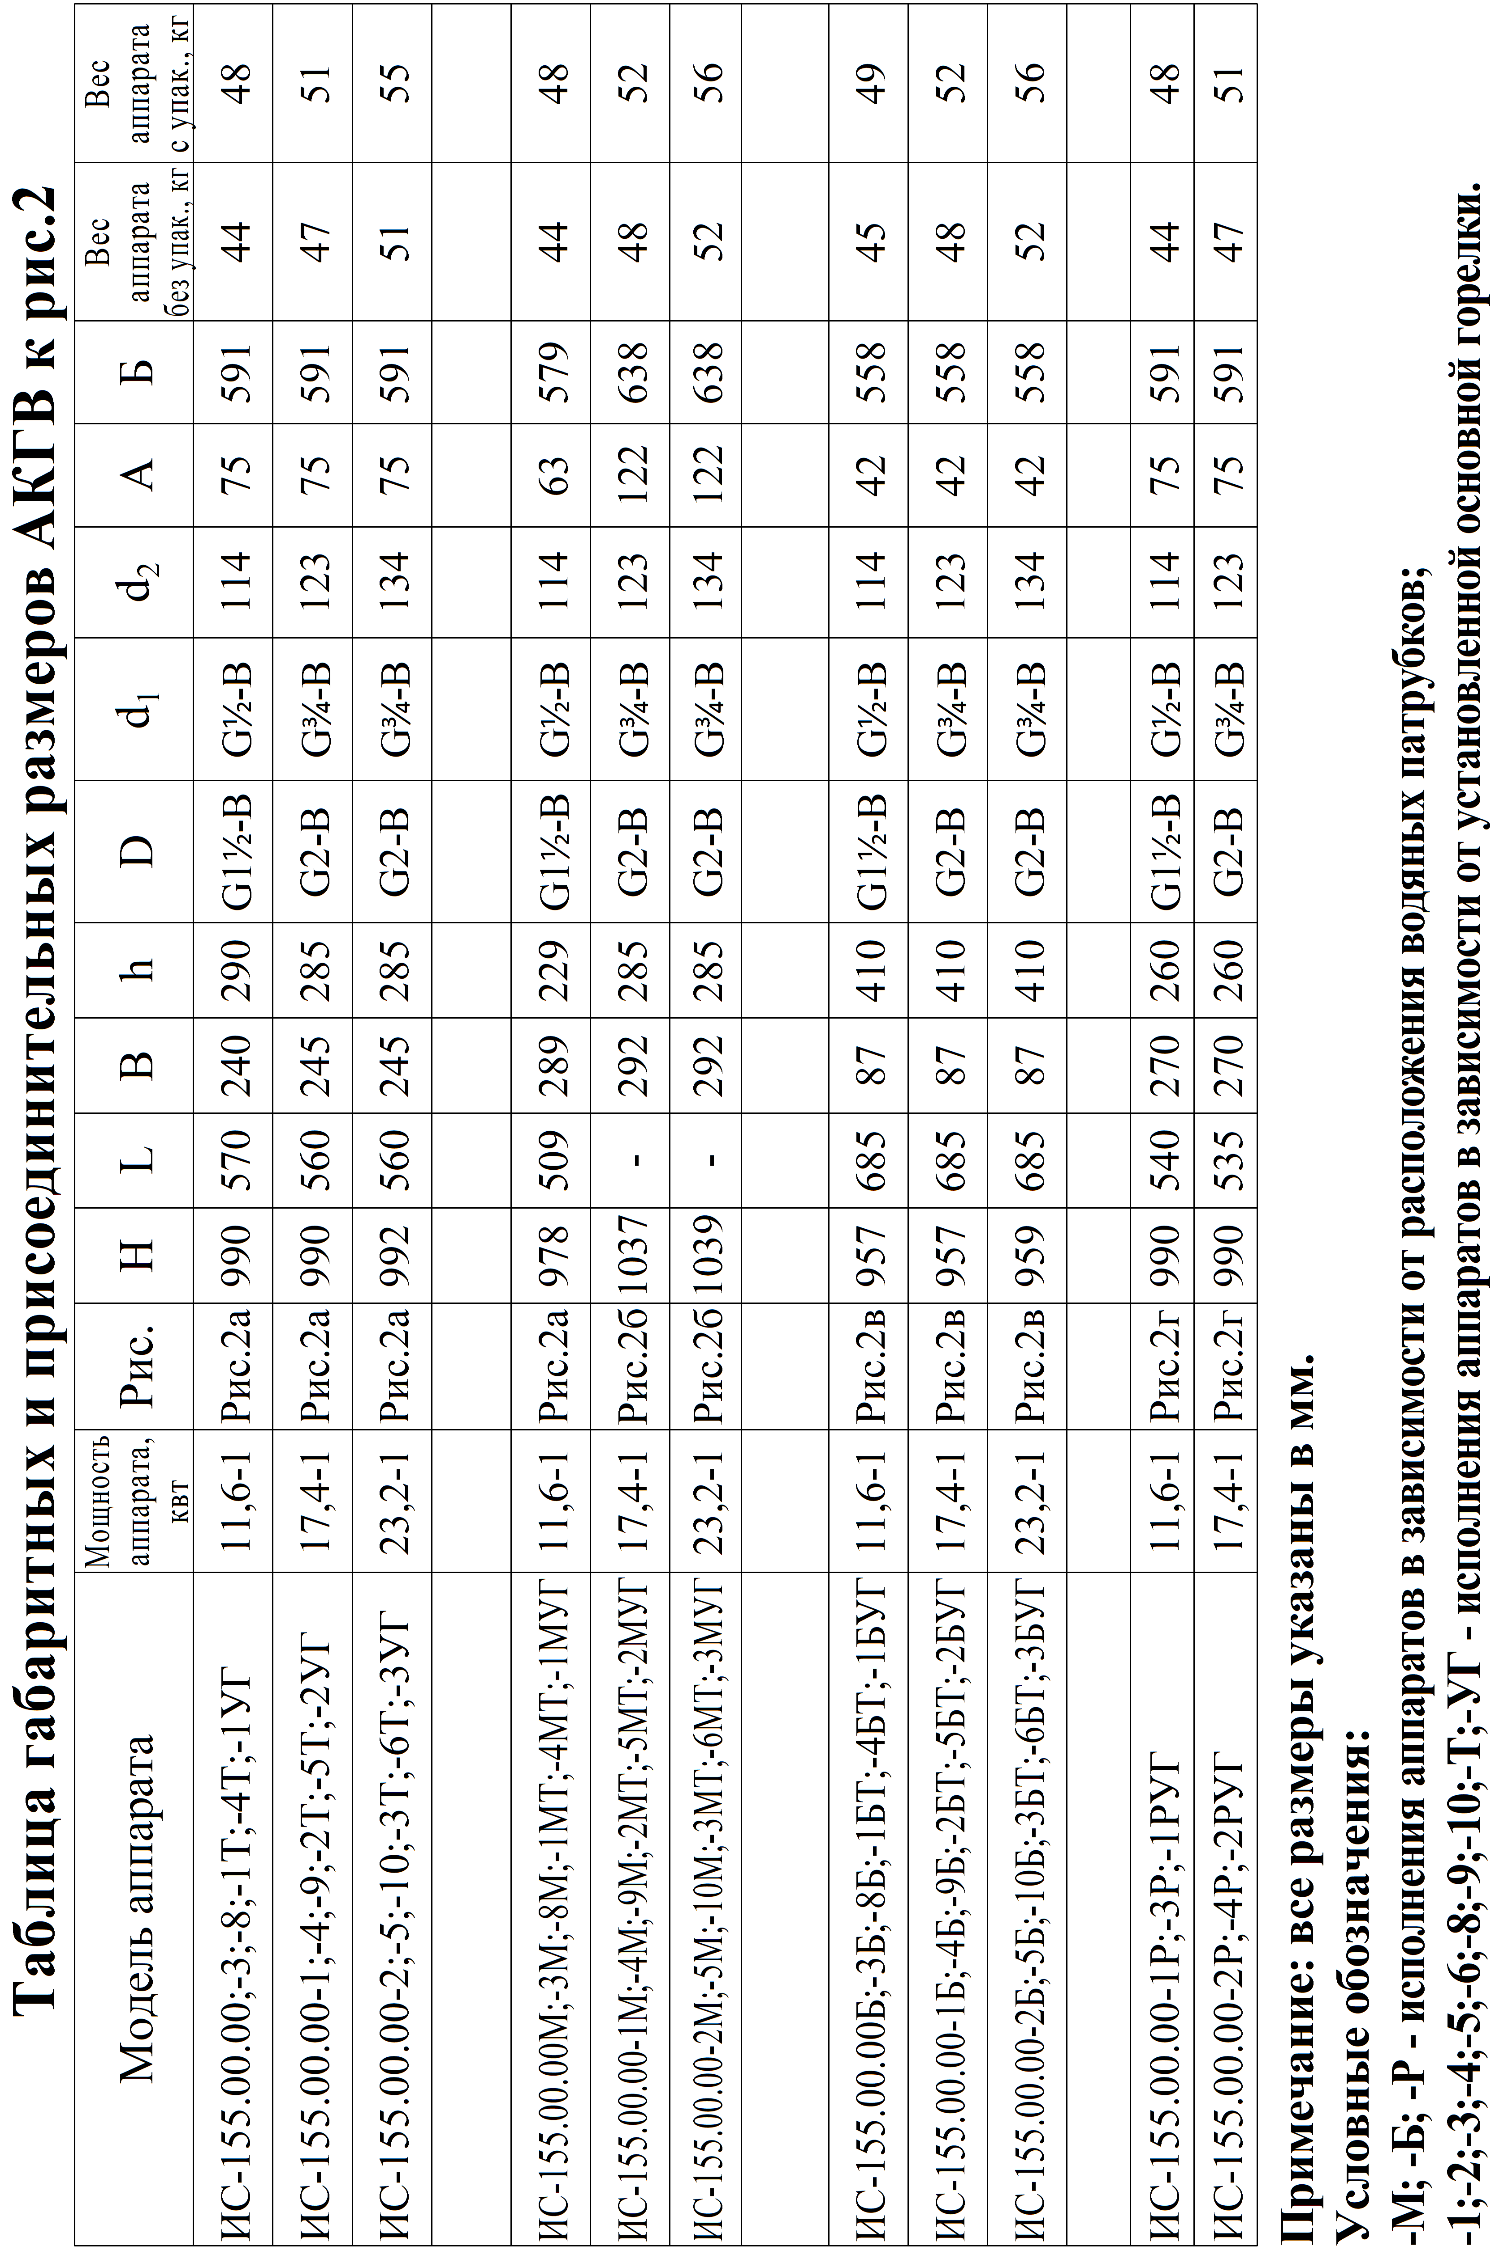 Таблица габаритных и присоединительных размеров АКГВ к рис.2
Модель аппарата Мощность аппарата, квт Рис. H L B h D d1 d2 А Б Вес аппарата без упак., кг Вес аппарата с упак., кг
ИС-155.00.00;-3;-8;-1Т;-4Т;-1УГ 11,6-1 Рис.2а 990 570 240 290 G1½-В G½-В 114 75 591 44 48
ИС-155.00.00-1;-4;-9;-2Т;-5Т;-2УГ 17,4-1 Рис.2а 990 560 245 285 G2-В G¾-В 123 75 591 47 51
ИС-155.00.00-2;-5;-10;-3Т;-6Т;-3УГ 23,2-1 Рис.2а 992 560 245 285 G2-В G¾-В 134 75 591 51 55
ИС-155.00.00М;-3М;-8М;-1МТ;-4МТ;-1МУГ 11,6-1 Рис.2а 978 509 289 229 G1½-В G½-В 114 63 579 44 48
ИС-155.00.00-1М;-4М;-9М;-2МТ;-5МТ;-2МУГ 17,4-1 Рис.2б 1037 - 292 285 G2-В G¾-В 123 122 638 48 52
ИС-155.00.00-2М;-5М;-10М;-3МТ;-6МТ;-3МУГ 23,2-1 Рис.2б 1039 - 292 285 G2-В G¾-В 134 122 638 52 56
ИС-155.00.00Б;-3Б;-8Б;-1БТ;-4БТ;-1БУГ 11,6-1 Рис.2в 957 685 87 410 G1½-В G½-В 114 42 558 45 49
ИС-155.00.00-1Б;-4Б;-9Б;-2БТ;-5БТ;-2БУГ 17,4-1 Рис.2в 957 685 87 410 G2-В G¾-В 123 42 558 48 52
ИС-155.00.00-2Б;-5Б;-10Б;-3БТ;-6БТ;-3БУГ 23,2-1 Рис.2в 959 685 87 410 G2-В G¾-В 134 42 558 52 56
ИС-155.00.00-1Р;-3Р;-1РУГ 11,6-1 Рис.2г 990 540 270 260 G1½-В G½-В 114 75 591 44 48
ИС-155.00.00-2Р;-4Р;-2РУГ 17,4-1 Рис.2г 990 535 270 260 G2-В G¾-В 123 75 591 47 51
Примечание: все размеры указаны в мм.
Условные обозначения:
-М; -Б; -Р - исполнения аппаратов в зависимости от расположения водяных патрубков;
-1;-2;-3;-4;-5;-6;-8;-9;-10;-Т;-УГ - исполнения аппаратов в зависимости от установленной основной горелки.